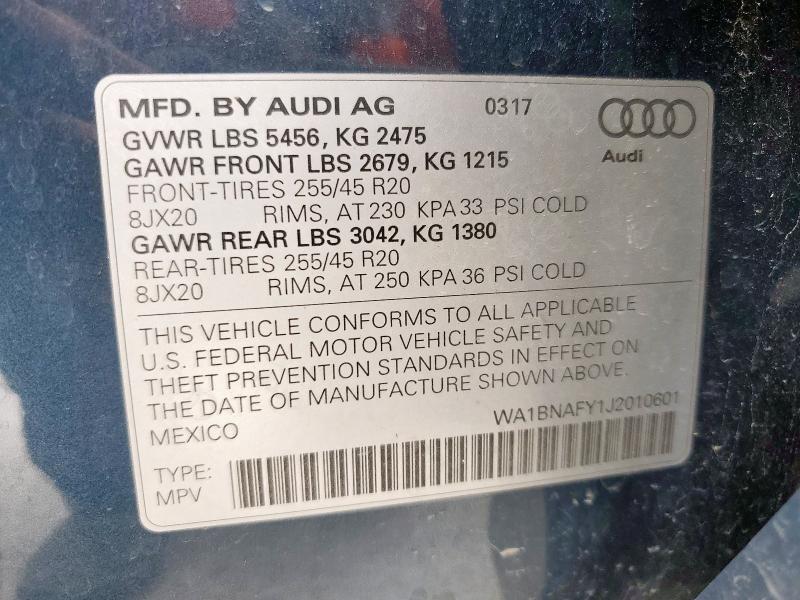 MFD. BY AUDI AG 0317
GVWR LBS 5456, KG 2475
Audi
GAWR FRONT LBS 2679, KG 1215
FRONT-TIRES 255/45 R20
8JX20 RIMS, AT 230 KPA 33 PSI COLD
GAWR REAR LBS 3042, KG 1380
REAR-TIRES 255/45 R20
8JX20 RIMS, AT 250 KPA 36 PSI COLD
THIS VEHICLE CONFORMS TO ALL APPLICABLE
U.S. FEDERAL MOTOR VEHICLE SAFETY AND
THEFT PREVENTION STANDARDS IN EFFECT ON
THE DATE OF MANUFACTURE SHOWN ABOVE.
MEXICO WA1BNAFY1J2010601
TYPE:
MPV